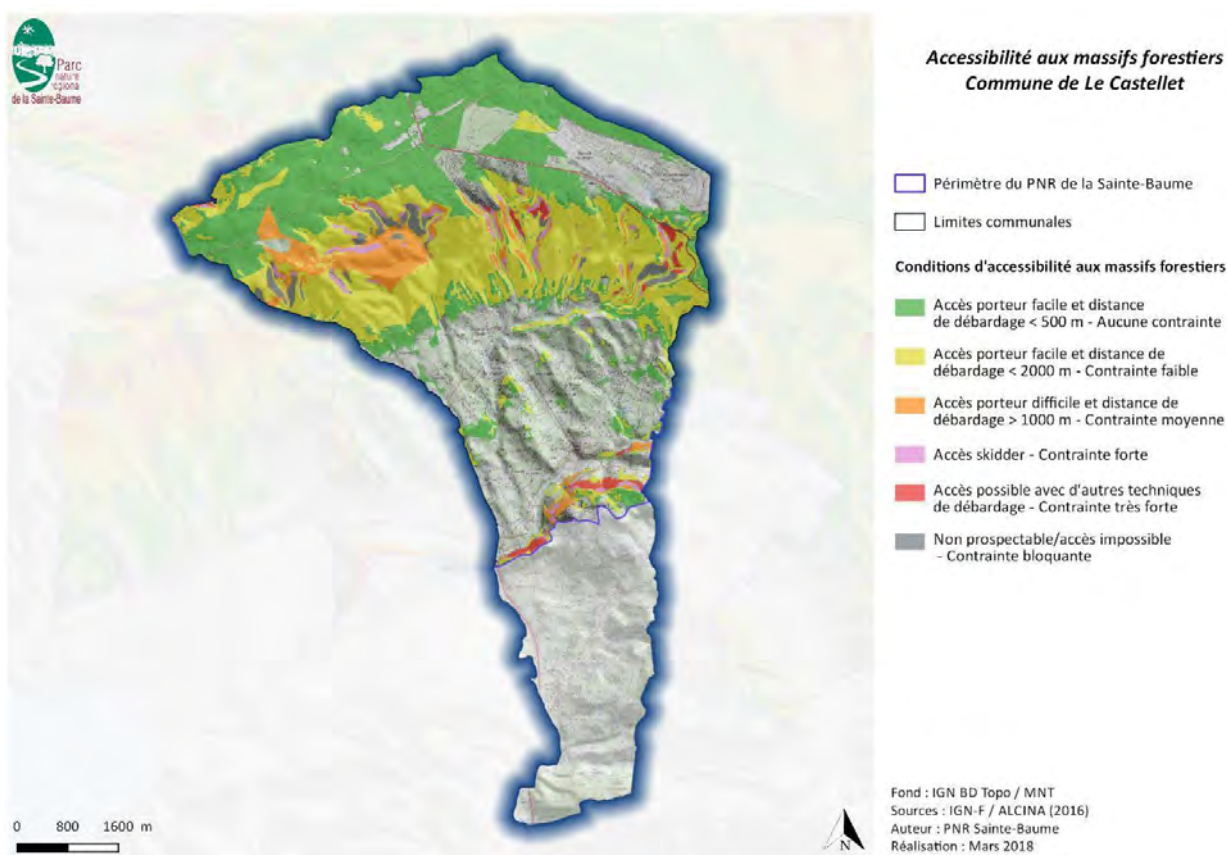 Parc
naturel
régional
de la Sainte-Baume
Accessibilité aux massifs forestiers
Commune de Le Castellet
Périmètre du PNR de la Sainte-Baume
Limites communales
Conditions d'accessibilité aux massifs forestiers
Accès porteur facile et distance
de débardage < 500 m - Aucune contrainte
Accès porteur facile et distance de
débardage < 2000 m - Contrainte faible
Accès porteur difficile et distance de
débardage > 1000 m - Contrainte moyenne
Accès skidder - Contrainte forte
Accès possible avec d'autres techniques
de débardage - Contrainte très forte
Non prospectable/accès impossible
- Contrainte bloquante
0 800 1600 m
N
Fond : IGN BD Topo / MNT
Sources : IGN-F / ALCINA (2016)
Auteur : PNR Sainte-Baume
Réalisation : Mars 2018